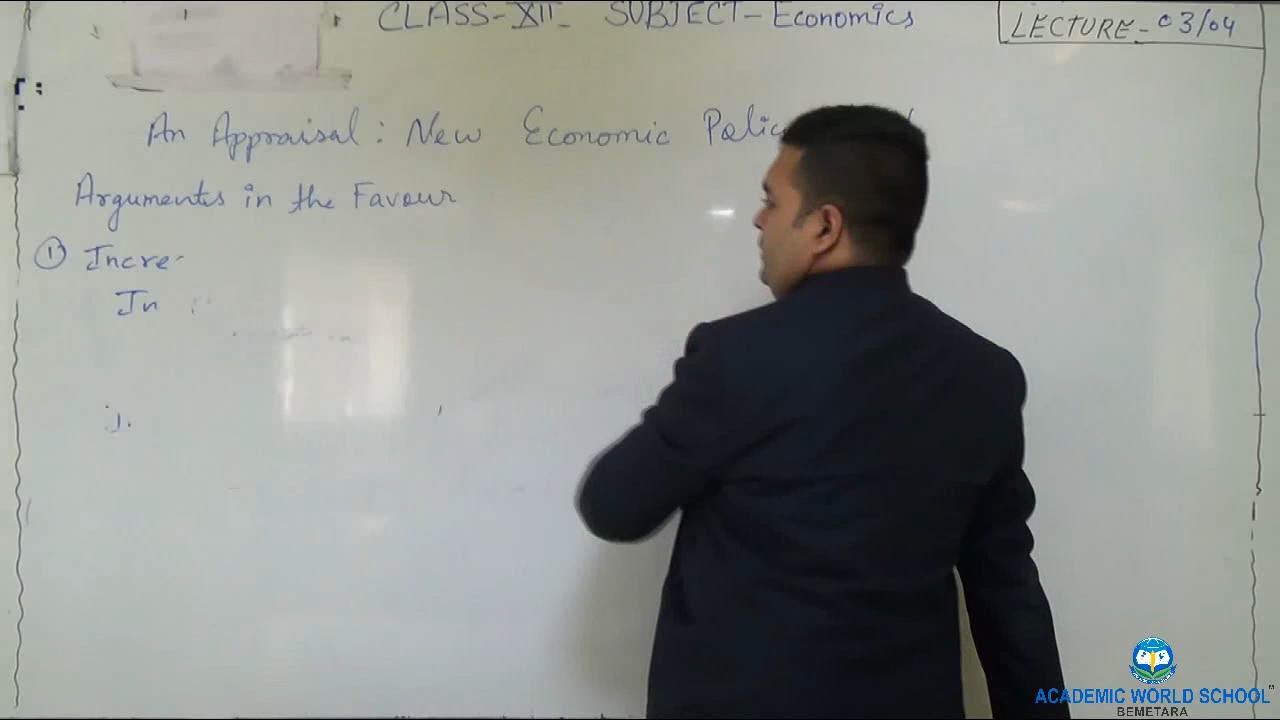 CLASS-XII- SUBJECT-Economics
LECTURE-03/04
An Appraisal: New Economic Polic
Arguments in the Favour
① Incre
In
ACADEMIC WORLD SCHOOL
BEMETARA